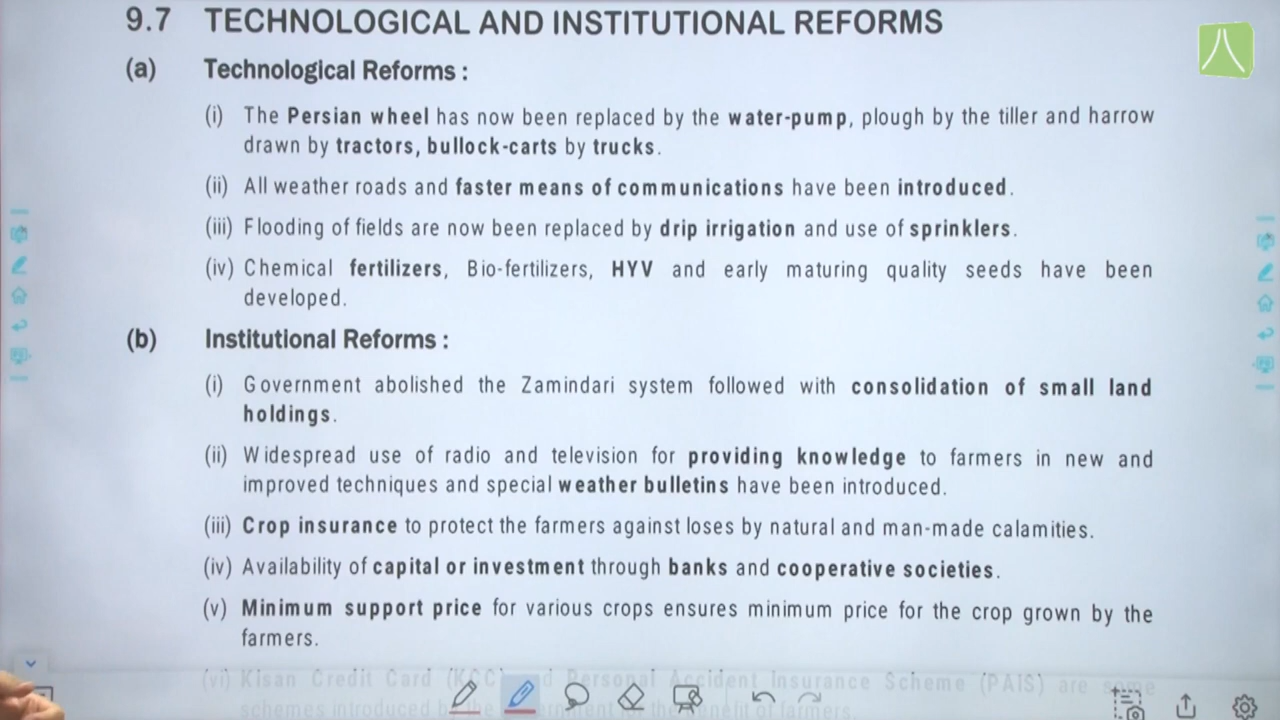 9.7 TECHNOLOGICAL AND INSTITUTIONAL REFORMS
(a) Technological Reforms :
(i) The Persian wheel has now been replaced by the water-pump, plough by the tiller and harrow
drawn by tractors, bullock-carts by trucks.
(ii) All weather roads and faster means of communications have been introduced.
(iii) Flooding of fields are now been replaced by drip irrigation and use of sprinklers.
(iv) Chemical fertilizers, Bio-fertilizers, HYV and early maturing quality seeds have been
developed.
(b) Institutional Reforms :
(i) Government abolished the Zamindari system followed with consolidation of small land
holdings.
(ii) Widespread use of radio and television for providing knowledge to farmers in new and
improved techniques and special weather bulletins have been introduced.
(iii) Crop insurance to protect the farmers against loses by natural and man-made calamities.
(iv) Availability of capital or investment through banks and cooperative societies.
(v) Minimum support price for various crops ensures minimum price for the crop grown by the
farmers.
(vi) Kisan Credit Card (KCC) Personal Accident Insurance Scheme (PAIS) are some
schemes introduced the for the benefit of farmers.